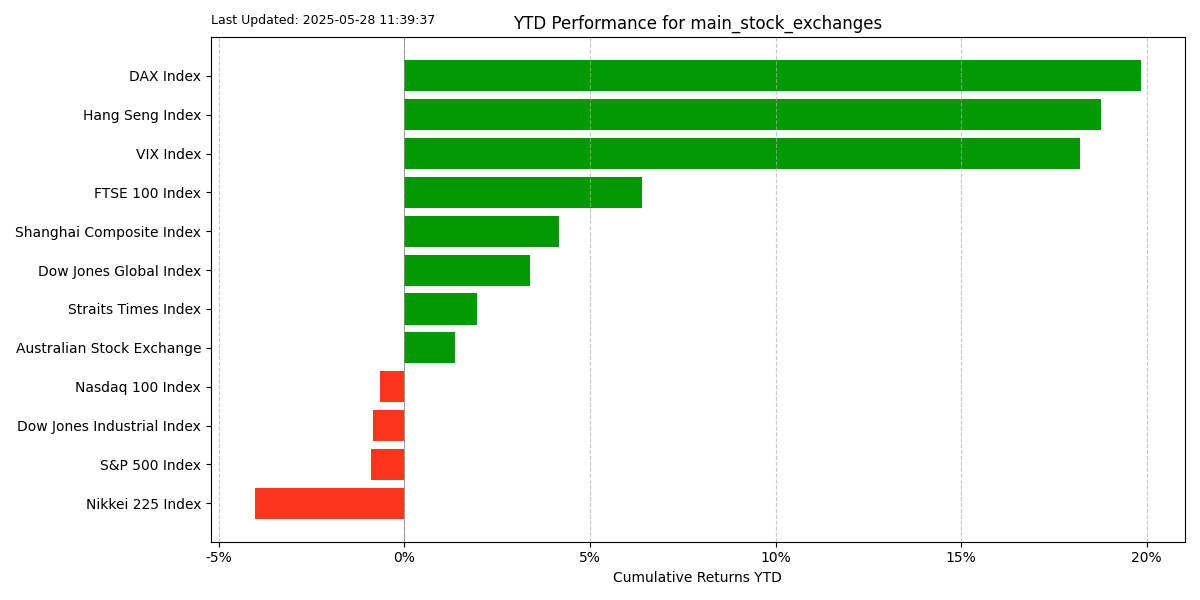 Last Updated: 2025-05-28 11:39:37
YTD Performance for main_stock_exchanges
DAX Index
Hang Seng Index
VIX Index
FTSE 100 Index
Shanghai Composite Index
Dow Jones Global Index
Straits Times Index
Australian Stock Exchange
Nasdaq 100 Index
Dow Jones Industrial Index
S&P 500 Index
Nikkei 225 Index
-5% 0% 5% 10% 15% 20%
Cumulative Returns YTD